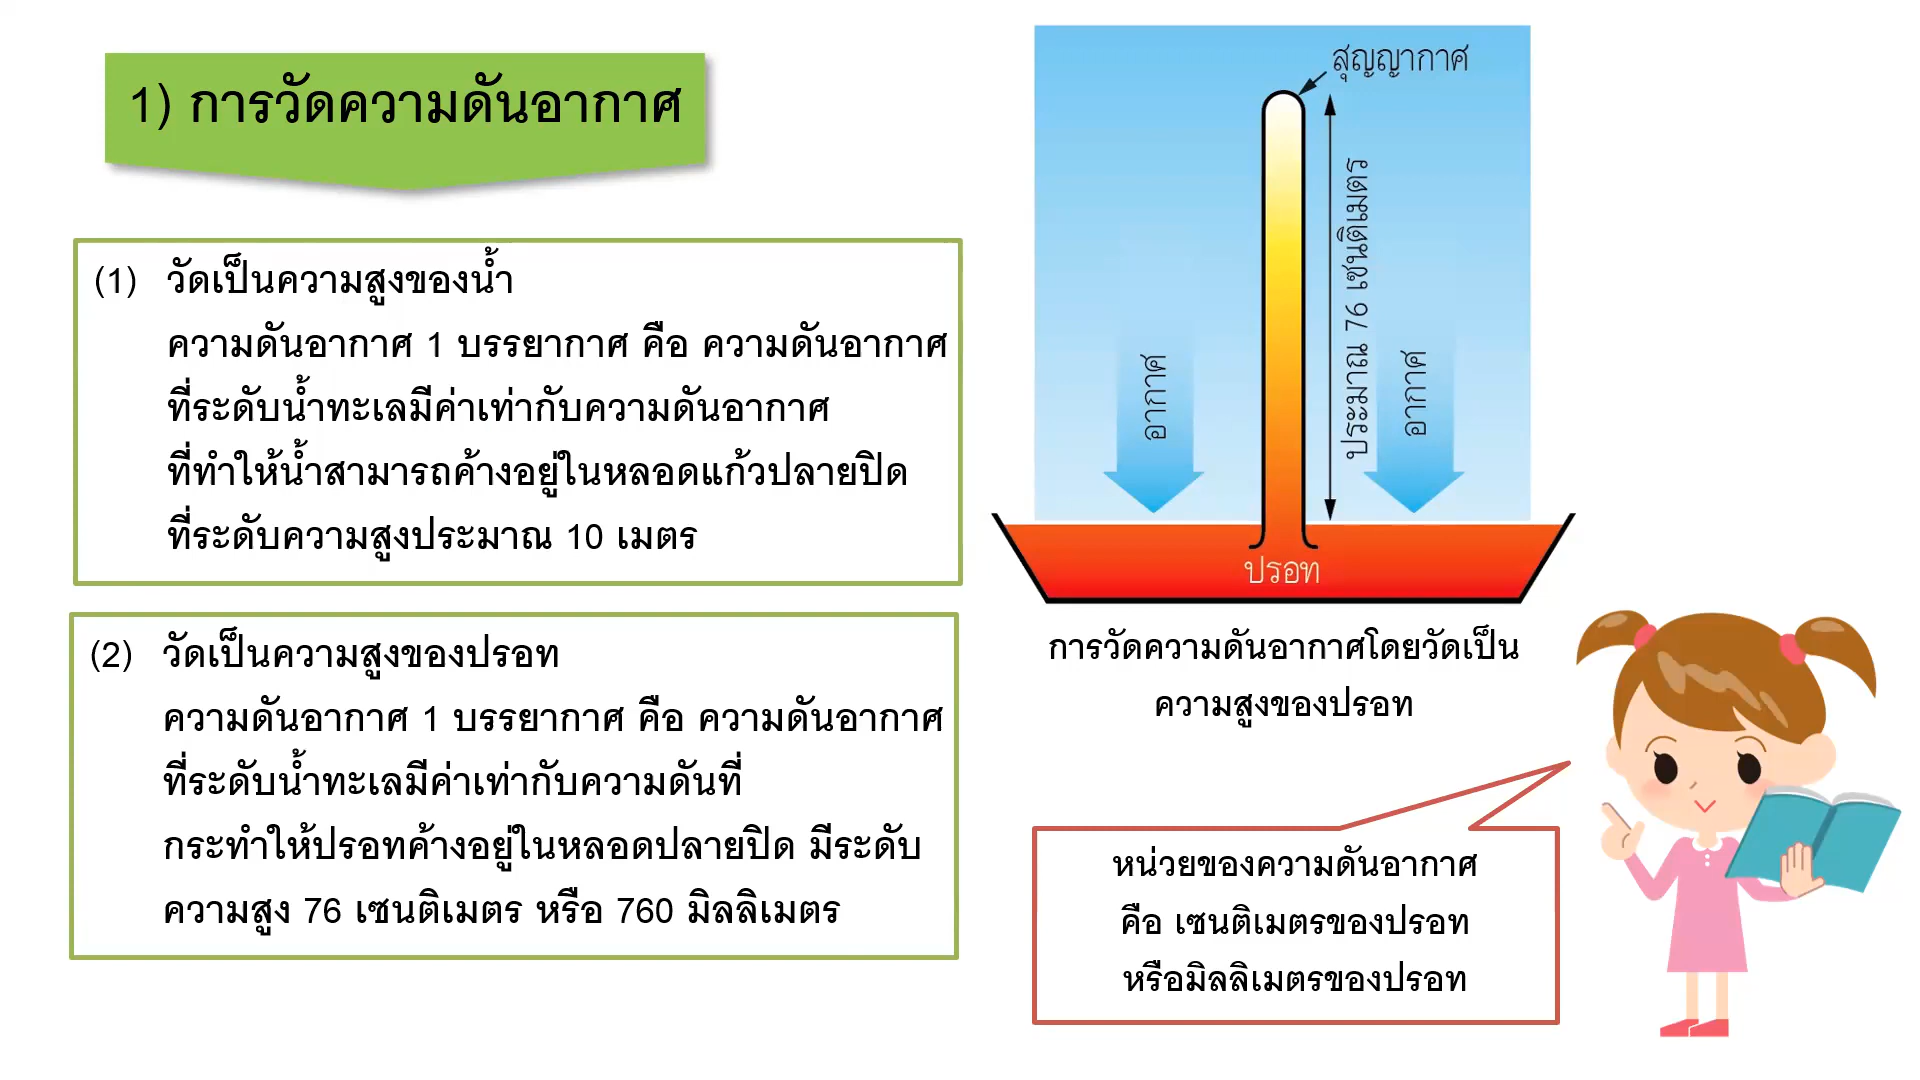 1) การวัดความดันอากาศ
(1) วัดเป็นความสูงของน้ำ
ความดันอากาศ 1 บรรยากาศ คือ ความดันอากาศ
ที่ระดับน้ำทะเลมีค่าเท่ากับความดันอากาศ
ที่ทำให้น้ำสามารถค้างอยู่ในหลอดแก้วปลายปิด
ที่ระดับความสูงประมาณ 10 เมตร
(2) วัดเป็นความสูงของปรอท
ความดันอากาศ 1 บรรยากาศ คือ ความดันอากาศ
ที่ระดับน้ำทะเลมีค่าเท่ากับความดันที่
กระทำให้ปรอทค้างอยู่ในหลอดปลายปิด มีระดับ
ความสูง 76 เซนติเมตร หรือ 760 มิลลิเมตร
สุญญากาศ
อากาศ
ประมาณ 76 เซนติเมตร
อากาศ
ปรอท
การวัดความดันอากาศโดยวัดเป็น
ความสูงของปรอท
หน่วยของความดันอากาศ
คือ เซนติเมตรของปรอท
หรือมิลลิเมตรของปรอท